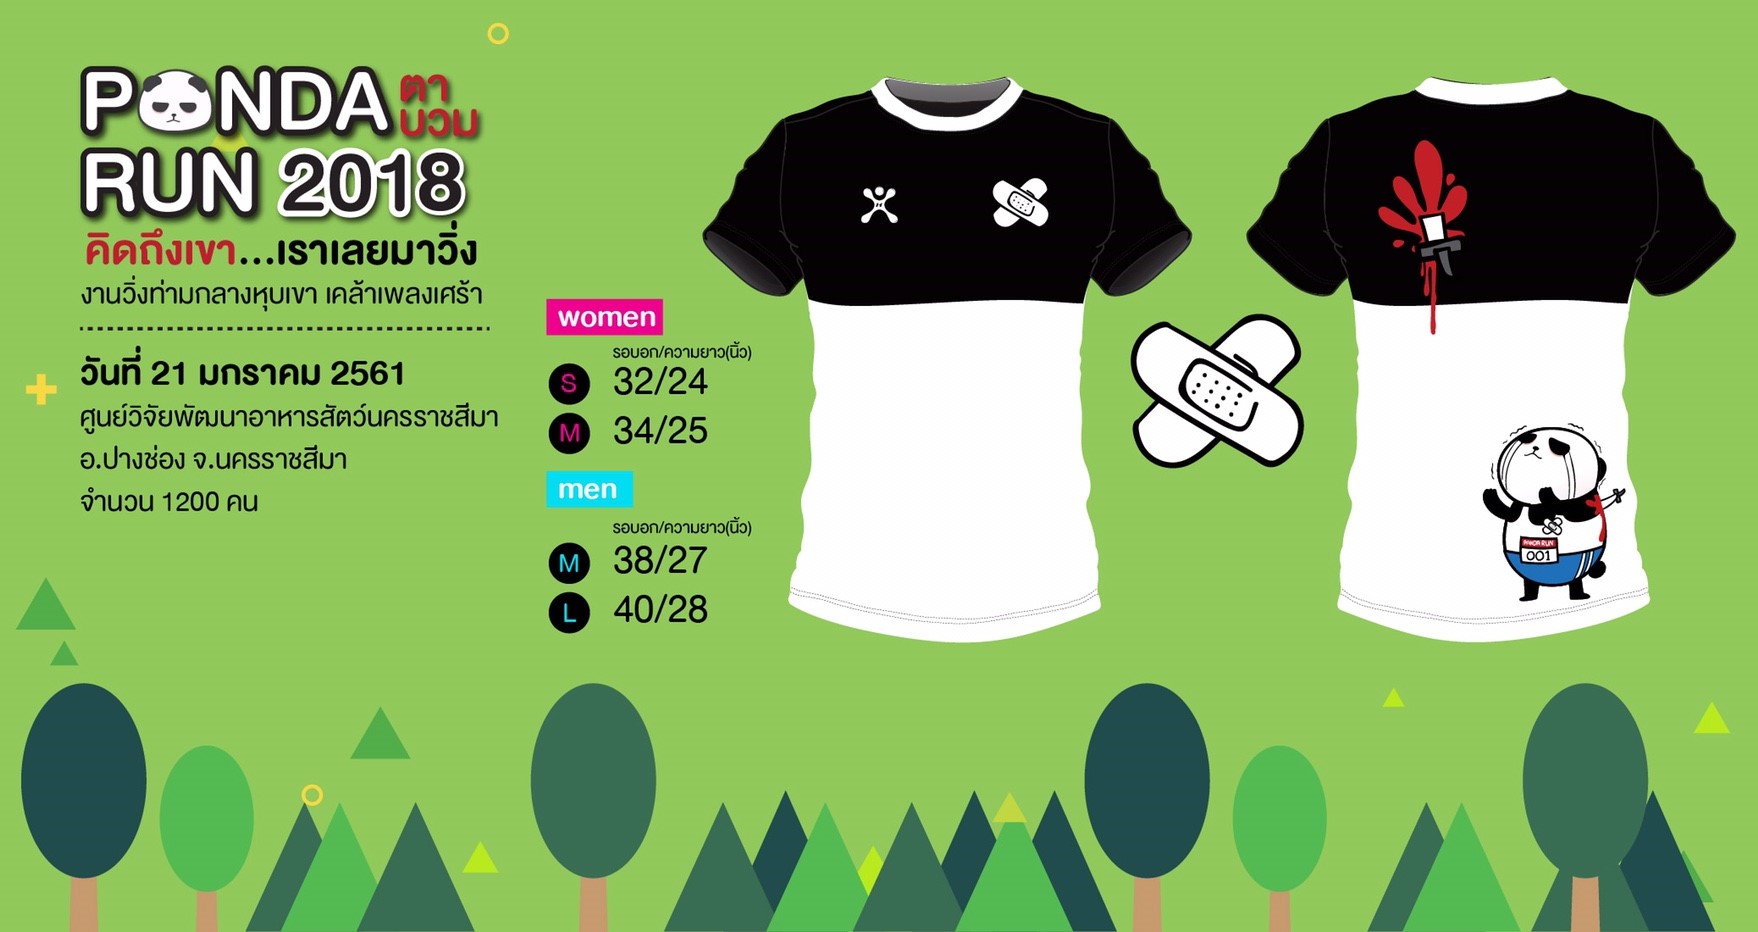 PANDA ตา
บวม
RUN 2018
คิดถึงเขา...เราเลยมาวิ่ง
งานวิ่งท่ามกลางหุบเขา เคล้าเพลงเศร้า
วันที่ 21 มกราคม 2561
ศูนย์วิจัยพัฒนาอาหารสัตว์นครราชสีมา
อ.ปางช่อง จ.นครราชสีมา
จำนวน 1200 คน
women
รอบอก/ความยาว(นิ้ว)
S 32/24
M 34/25
men
รอบอก/ความยาว(นิ้ว)
M 38/27
L 40/28
PANDA RUN
001